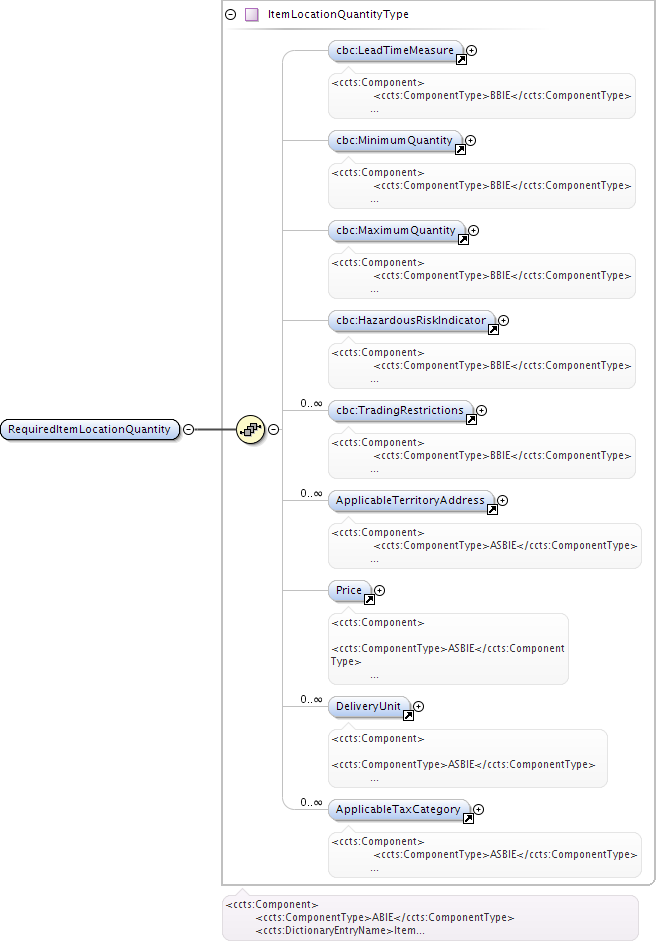 ItemLocationQuantityType
cbc:LeadTimeMeasure
<ccts:Component>
<ccts:ComponentType>BBIE</ccts:ComponentType>
...
cbc:MinimumQuantity
<ccts:Component>
<ccts:ComponentType>BBIE</ccts:ComponentType>
...
cbc:MaximumQuantity
<ccts:Component>
<ccts:ComponentType>BBIE</ccts:ComponentType>
...
cbc:HazardousRiskIndicator
<ccts:Component>
<ccts:ComponentType>BBIE</ccts:ComponentType>
...
0..∞
cbc:TradingRestrictions
RequiredItemLocationQuantity
<ccts:Component>
<ccts:ComponentType>BBIE</ccts:ComponentType>
...
0..∞
ApplicableTerritoryAddress
<ccts:Component>
<ccts:ComponentType>ASBIE</ccts:ComponentType>
...
Price
<ccts:Component>
<ccts:ComponentType>ASBIE</ccts:Component
Type>
...
0..∞
DeliveryUnit
<ccts:Component>
<ccts:ComponentType>ASBIE</ccts:ComponentType>
...
0..∞
ApplicableTaxCategory
<ccts:Component>
<ccts:ComponentType>ASBIE</ccts:ComponentType>
...
<ccts:Component>
<ccts:ComponentType>ABIE</ccts:ComponentType>
<ccts:DictionaryEntryName>Item...